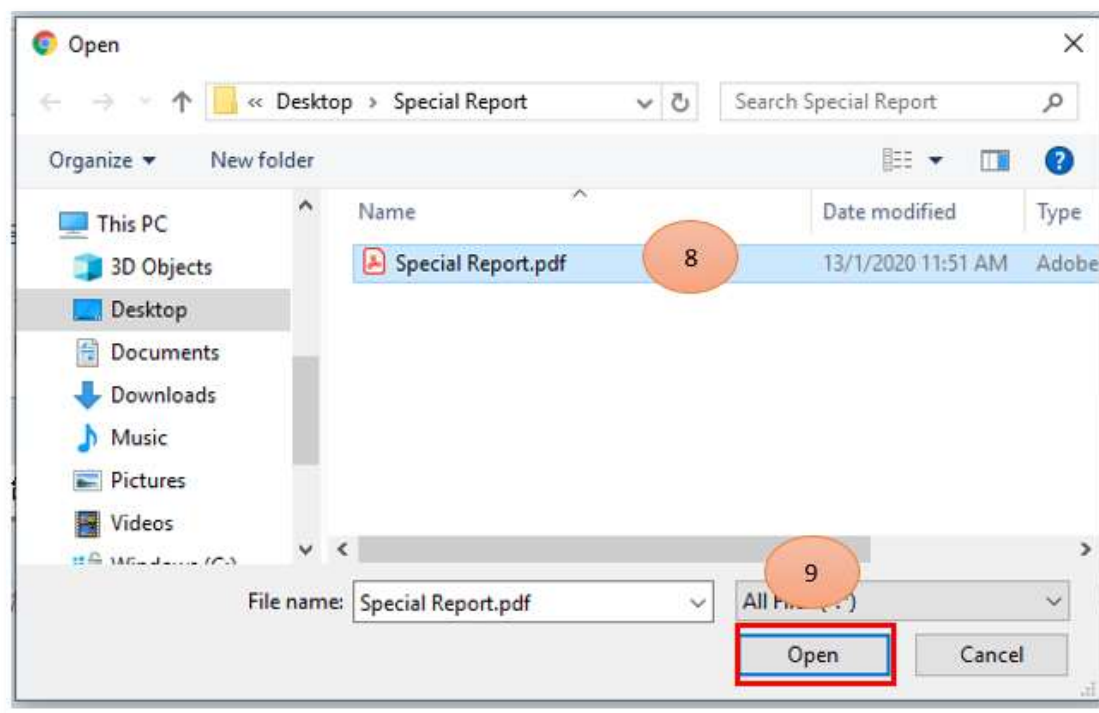 Open
« Desktop › Special Report
Search Special Report
Organize
New folder
Name
Date modified
Type
This PC
3D Objects
Desktop
Documents
Downloads
Music
Pictures
Videos
Special Report.pdf
8
13/1/2020 11:51 AM
Adobe
9
File name:
Special Report.pdf
All
Open
Cancel